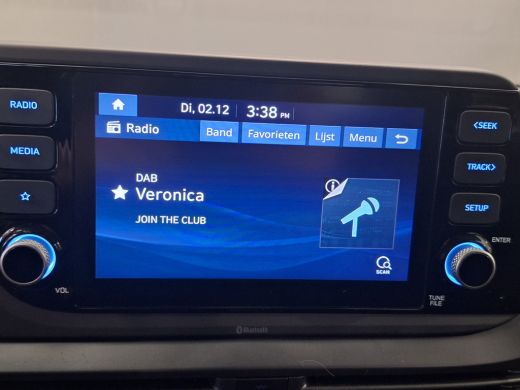 RADIO
MEDIA
Di, 02.12 3:38 PM
Radio Band Favorieten Lijst Menu
DAB
Veronica
JOIN THE CLUB
i
SCAN
<SEEK
TRACK>
SETUP
VOL
ENTER
TUNE
FILE
Bluetooth